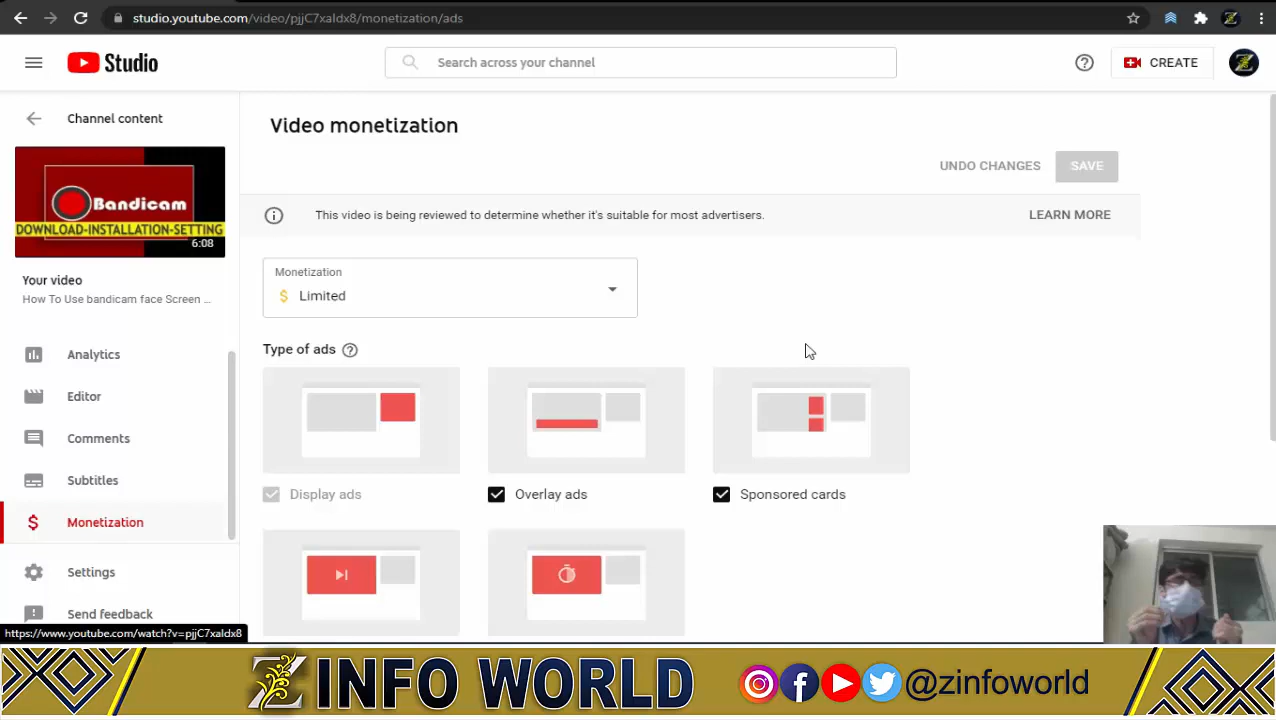 studio.youtube.com/video/pjjC7xaIdx8/monetization/ads
Studio
Search across your channel
CREATE
Channel content
Bandicam
DOWNLOAD-INSTALLATION-SETTING
6:08
Your video
How To Use bandicam face Screen ...
Analytics
Editor
Comments
Subtitles
Monetization
Settings
Send feedback
https://www.youtube.com/watch?v=pjjC7xaIdx8
Video monetization
UNDO CHANGES
SAVE
This video is being reviewed to determine whether it's suitable for most advertisers.
LEARN MORE
Monetization
$ Limited
Type of ads
Display ads
Overlay ads
Sponsored cards
Z INFO WORLD
@zinfoworld